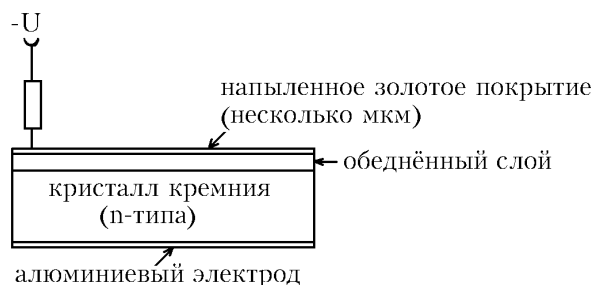 -U
напыленное золотое покрытие
(несколько мкм)
обеднённый слой
кристалл кремния
(n-типа)
алюминиевый электрод